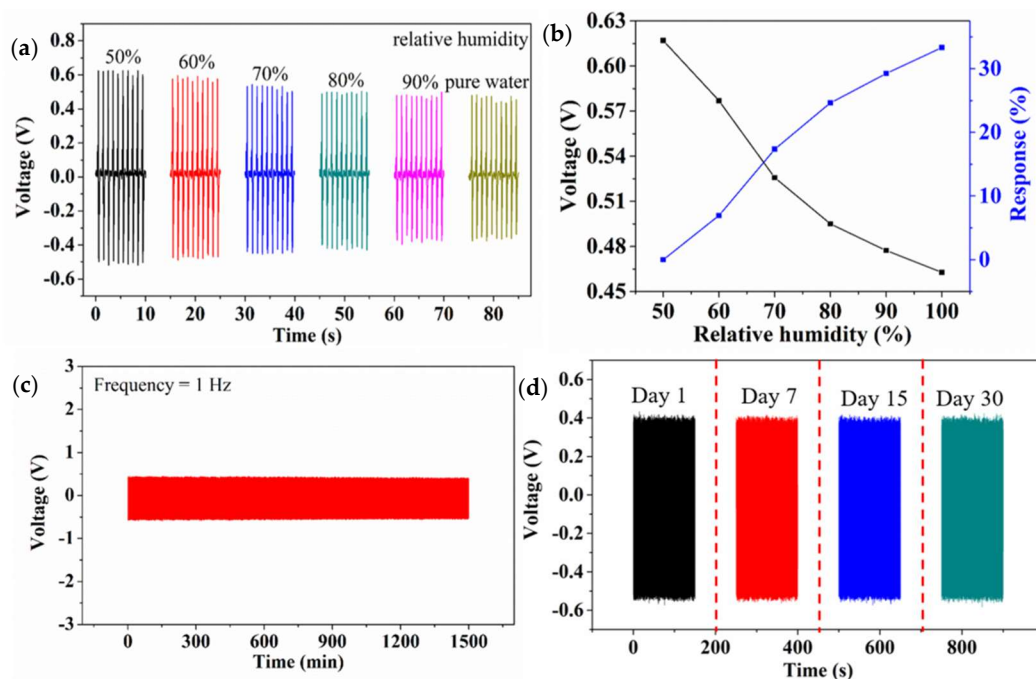 (a)
0.8
0.6
0.4
0.2
0.0
-0.2
-0.4
-0.6
Voltage (V)
50%
60%
70%
80%
90%
relative humidity
pure water
0 10 20 30 40 50 60 70 80
Time (s)
(b)
0.63
0.60
0.57
0.54
0.51
0.48
0.45
Voltage (V)
30
20
10
0
Response (%)
50 60 70 80 90 100
Relative humidity (%)
(c)
Frequency = 1 Hz
3
2
1
0
-1
-2
-3
Voltage (V)
0 300 600 900 1200 1500
Time (min)
(d)
0.6
0.4
0.2
0.0
-0.2
-0.4
-0.6
Voltage (V)
Day 1 Day 7 Day 15 Day 30
0 200 400 600 800
Time (s)